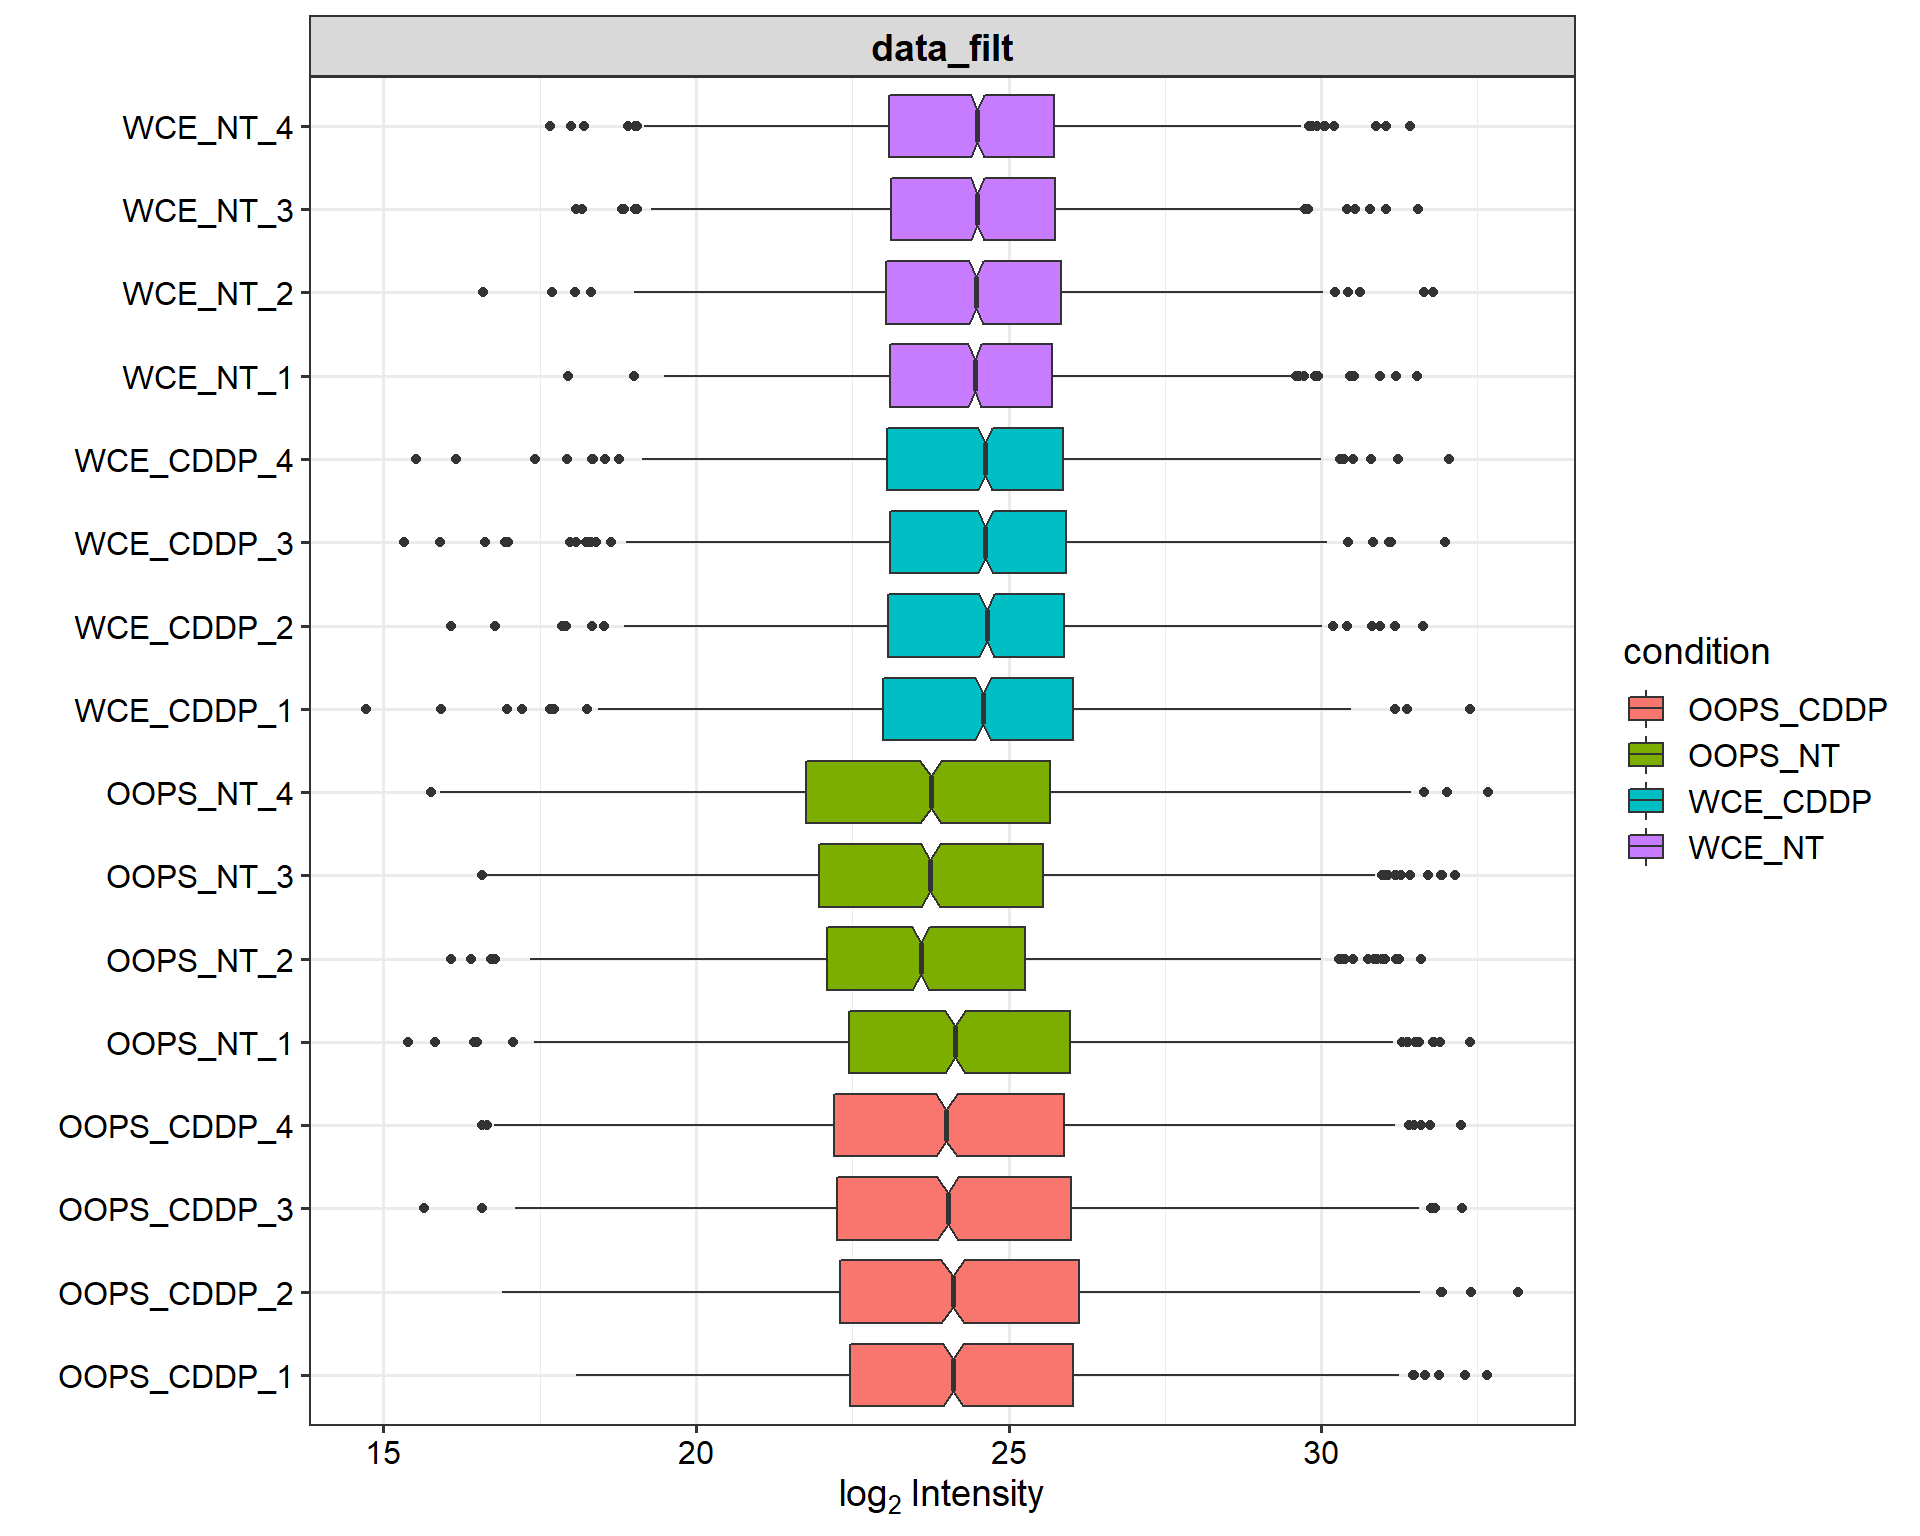 data_filt
WCE_NT_4
WCE_NT_3
WCE_NT_2
WCE_NT_1
WCE_CDDP_4
WCE_CDDP_3
WCE_CDDP_2
WCE_CDDP_1
OOPS_NT_4
OOPS_NT_3
OOPS_NT_2
OOPS_NT_1
OOPS_CDDP_4
OOPS_CDDP_3
OOPS_CDDP_2
OOPS_CDDP_1
15 20 25 30
log₂ Intensity
condition
OOPS_CDDP
OOPS_NT
WCE_CDDP
WCE_NT